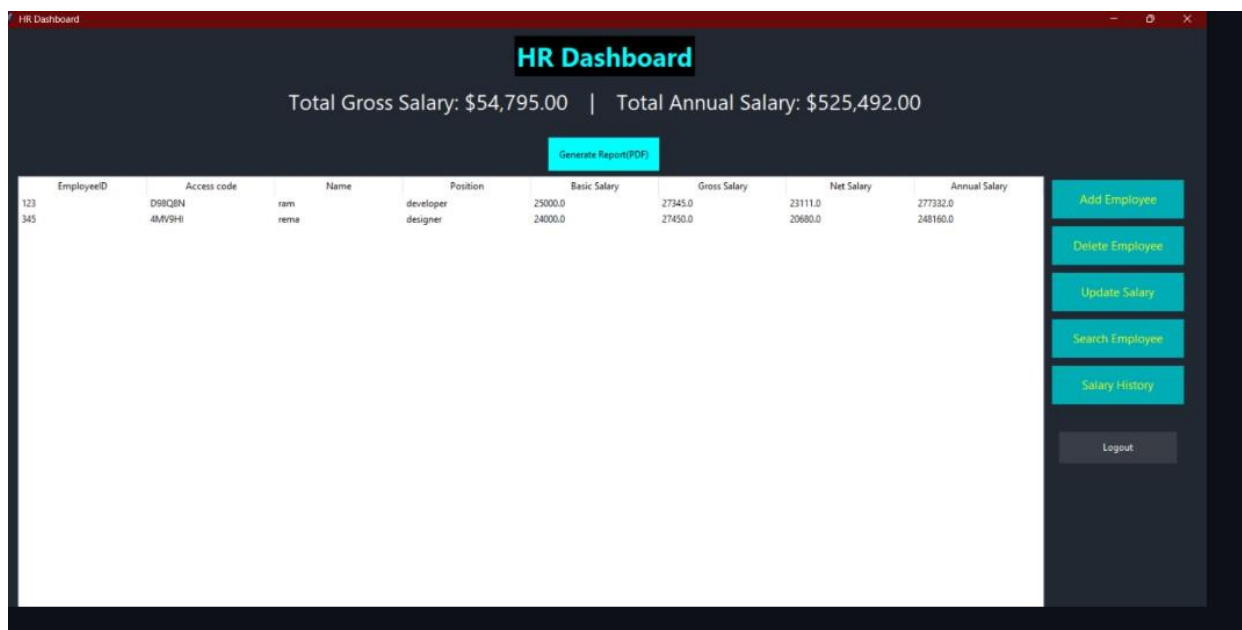 HR Dashboard
HR Dashboard
Total Gross Salary: $54,795.00 | Total Annual Salary: $525,492.00
Generate Report(PDF)
EmployeeID Access code Name Position Basic Salary Gross Salary Net Salary Annual Salary
123 D98Q8N ram developer 25000.0 27345.0 23111.0 277332.0
345 4MV9HI rema designer 24000.0 27450.0 20680.0 248160.0
Add Employee
Delete Employee
Update Salary
Search Employee
Salary History
Logout